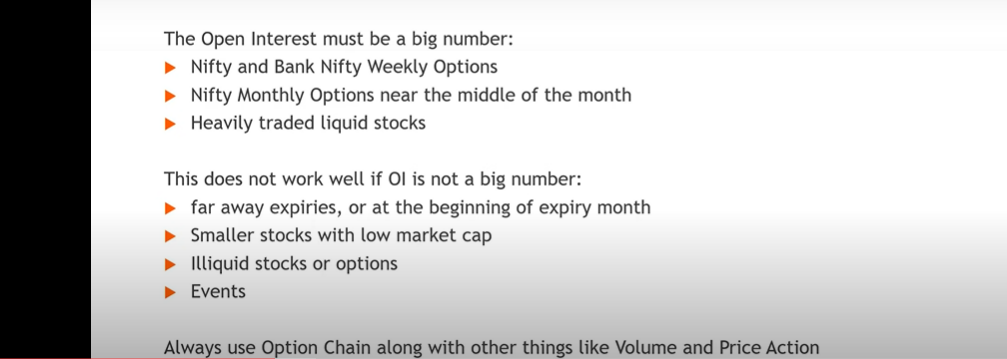 The Open Interest must be a big number:
Nifty and Bank Nifty Weekly Options
Nifty Monthly Options near the middle of the month
Heavily traded liquid stocks
This does not work well if OI is not a big number:
far away expiries, or at the beginning of expiry month
Smaller stocks with low market cap
Illiquid stocks or options
Events
Always use Option Chain along with other things like Volume and Price Action